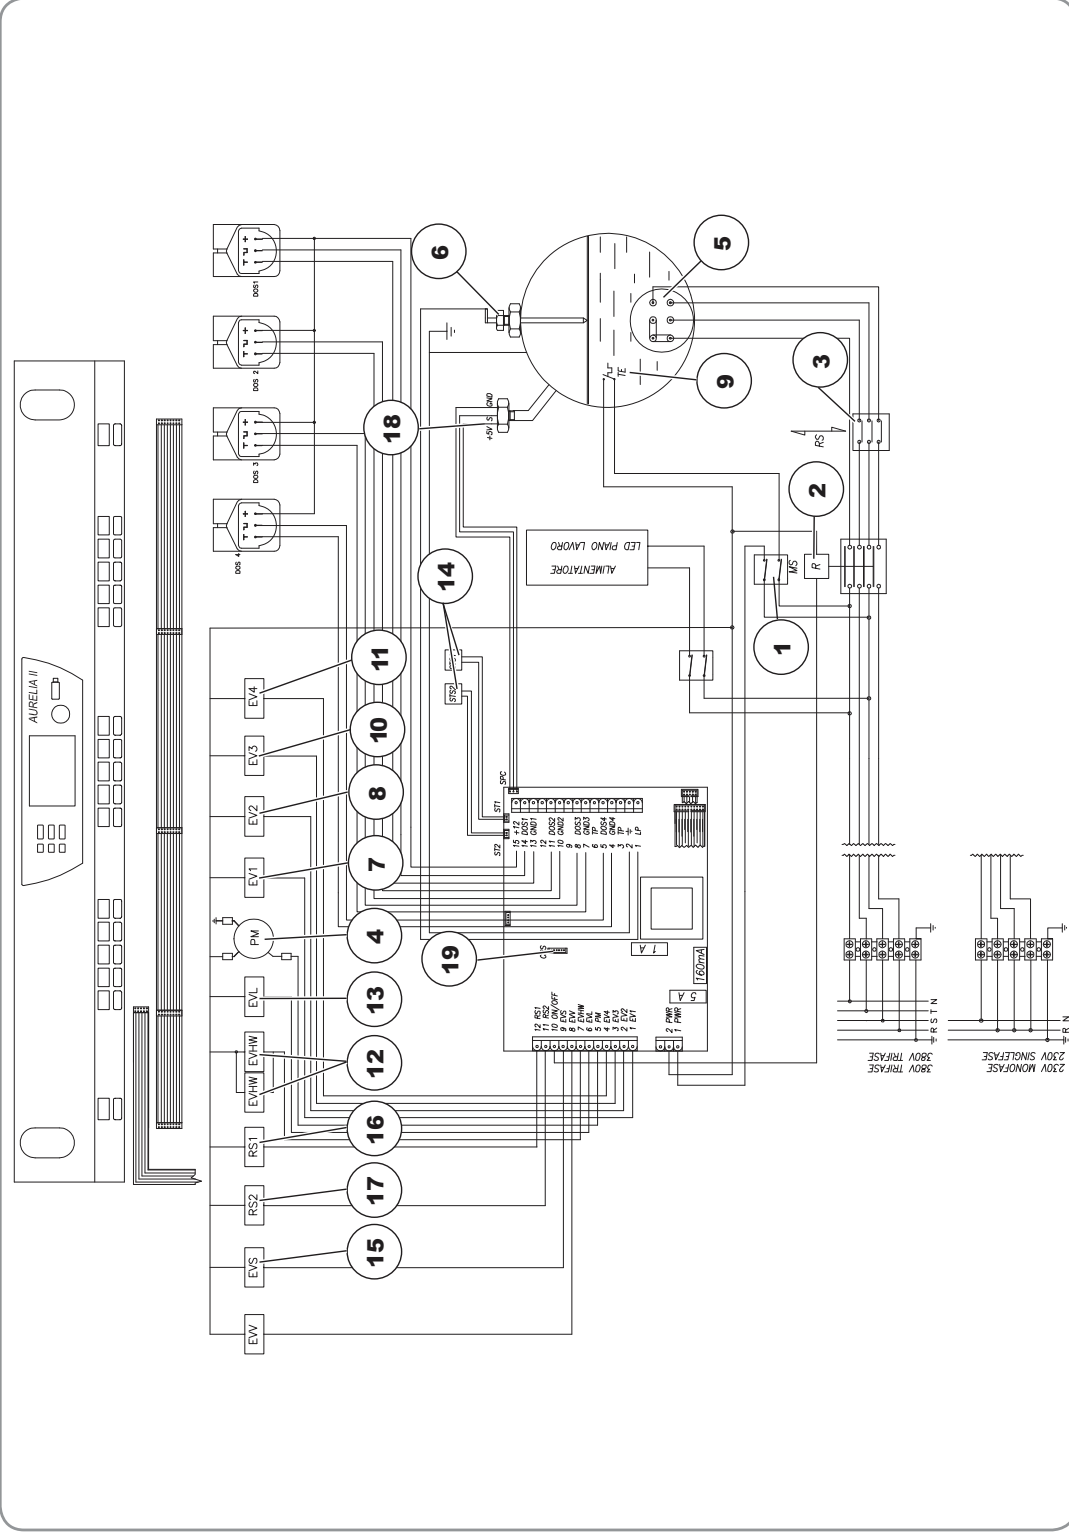 AURELIA II
DOS1
DOS 2
DOS 3
DOS 4
EV4
EV3
EV2
EV1
PM
EVL
EVHW
EVHW
RS1
RS2
EVS
EVV
11
10
8
7
4
13
12
16
17
15
6
18
5
9
3
2
1
14
19
+5V
S
GND
TE
RS
MS
R
ALIMENTATORE
LED PIANO LAVORO
STS2
SPC
ST1
ST2
15 +12
14 DOS1
13 GND1
12
11 DOS2
10 GND2
9
8 DOS3
7 GND3
6 TP
5 DOS4
4 GND4
3 TP
2
1 LP
1 A
160mA
5 A
12 RS1
11 RS2
10 ON/OFF
9 EVS
8 EVV
7 EVHW
6 EVL
5 PM
4 EV4
3 EV3
2 EV2
1 EV1
2 PWR
1 PWR
R S T N
380V TRIFASE
380V TRIFASE
R N
230V MONOFASE
230V SINGLEFASE